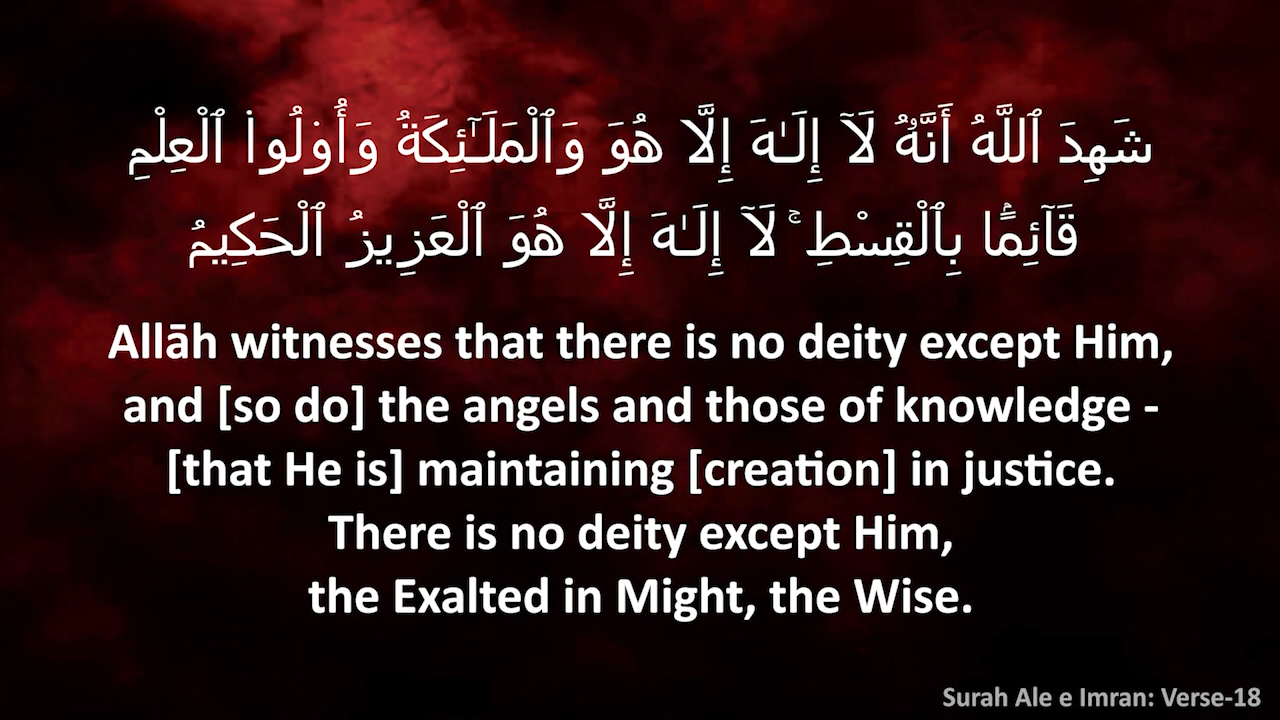 شَهِدَ ٱللَّهُ أَنَّهُۥ لَآ إِلَـٰهَ إِلَّا هُوَ وَٱلْمَلَـٰٓئِكَةُ وَأُو۟لُوا۟ ٱلْعِلْمِ
قَآئِمًۢا بِٱلْقِسْطِ ۚ لَآ إِلَـٰهَ إِلَّا هُوَ ٱلْعَزِيزُ ٱلْحَكِيمُ
Allāh witnesses that there is no deity except Him,
and [so do] the angels and those of knowledge -
[that He is] maintaining [creation] in justice.
There is no deity except Him,
the Exalted in Might, the Wise.
Surah Ale e Imran: Verse-18